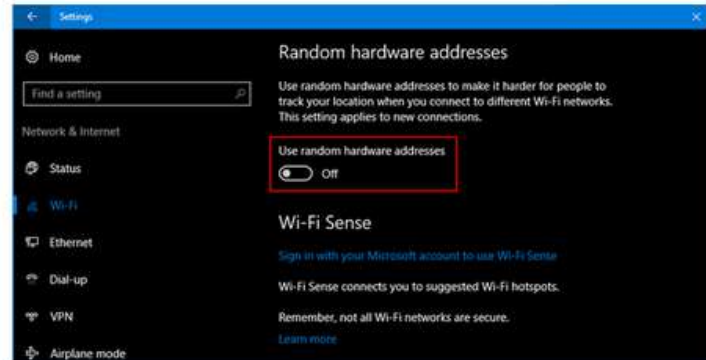 Settings
Home
Find a setting
Network & Internet
Status
Wi-Fi
Ethernet
Dial-up
VPN
Airplane mode
Random hardware addresses
Use random hardware addresses to make it harder for people to
track your location when you connect to different Wi-Fi networks.
This setting applies to new connections.
Use random hardware addresses
Off
Wi-Fi Sense
Sign in with your Microsoft account to use Wi-Fi Sense
Wi-Fi Sense connects you to suggested Wi-Fi hotspots.
Remember, not all Wi-Fi networks are secure.
Learn more